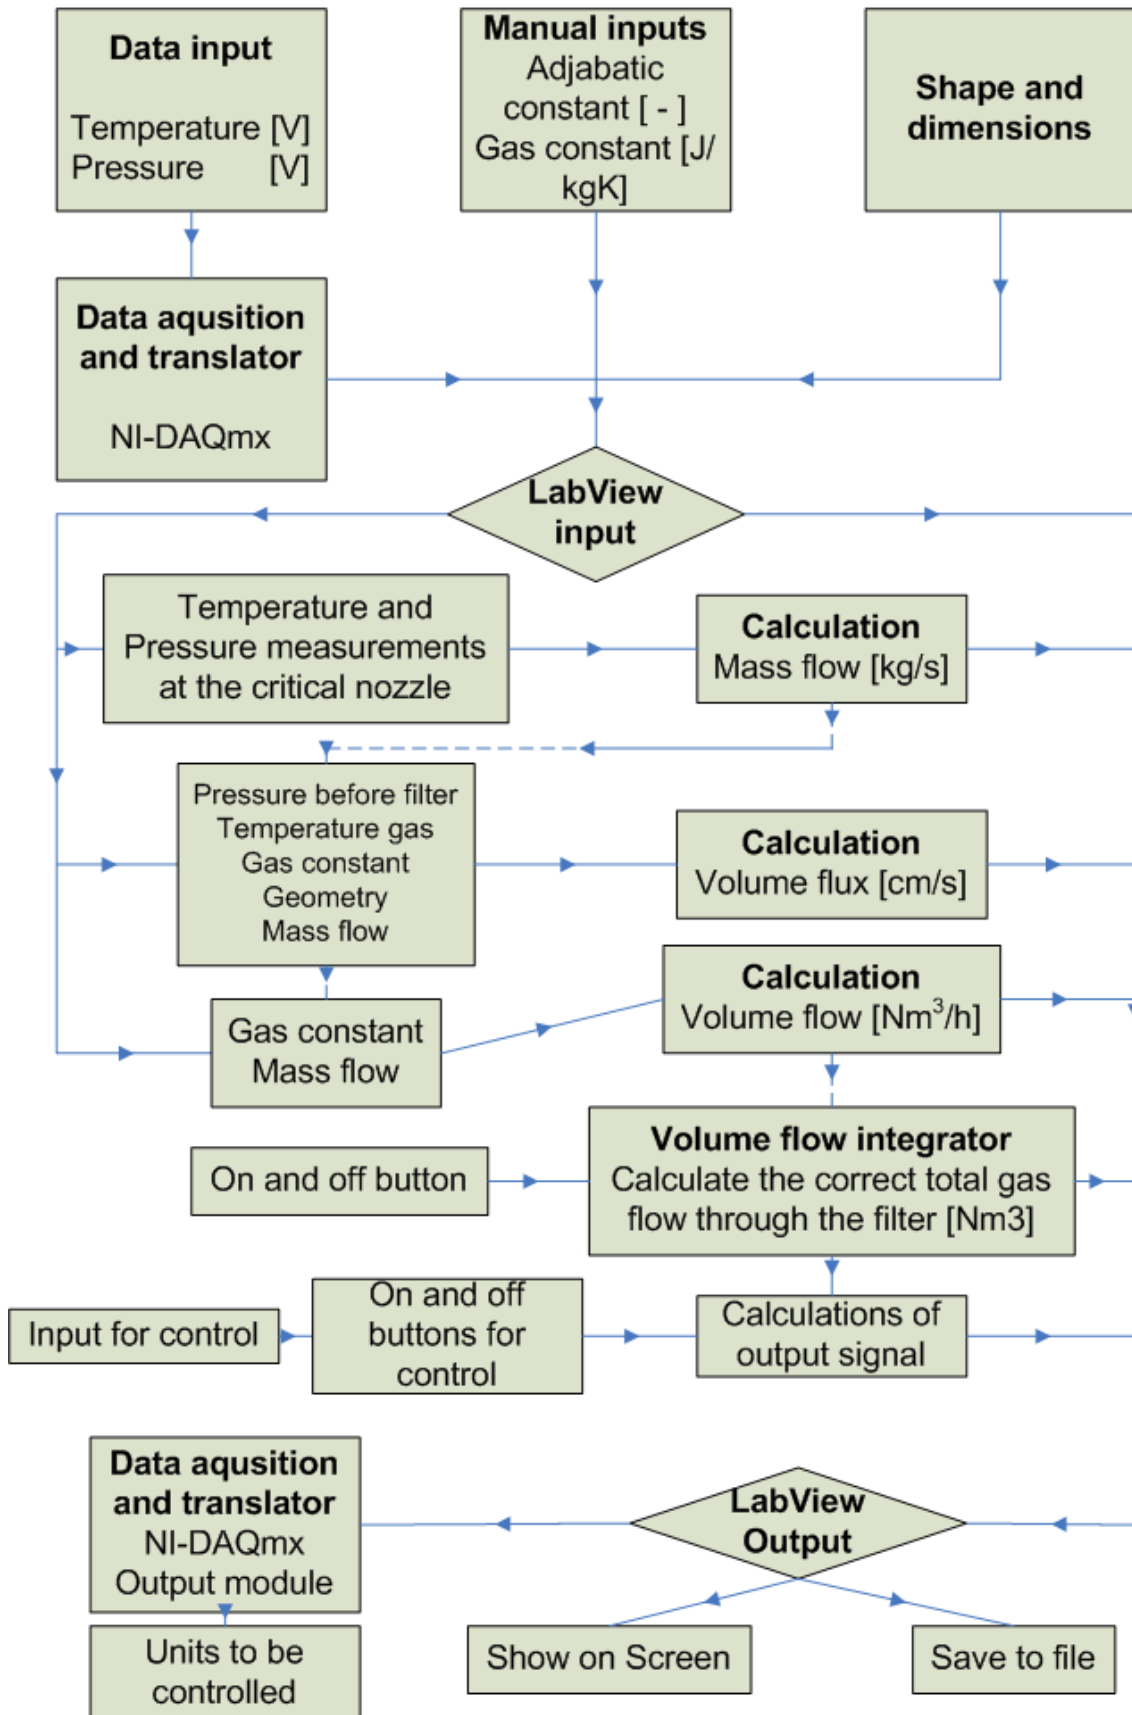 Data input
Temperature [V]
Pressure [V]
Manual inputs
Adjabatic
constant [ - ]
Gas constant [J/
kgK]
Shape and
dimensions
Data aqusition
and translator
NI-DAQmx
LabView
input
Temperature and
Pressure measurements
at the critical nozzle
Calculation
Mass flow [kg/s]
Pressure before filter
Temperature gas
Gas constant
Geometry
Mass flow
Calculation
Volume flux [cm/s]
Gas constant
Mass flow
Calculation
Volume flow [Nm³/h]
On and off button
Volume flow integrator
Calculate the correct total gas
flow through the filter [Nm3]
Input for control
On and off
buttons for
control
Calculations of
output signal
Data aqusition
and translator
NI-DAQmx
Output module
LabView
Output
Units to be
controlled
Show on Screen
Save to file